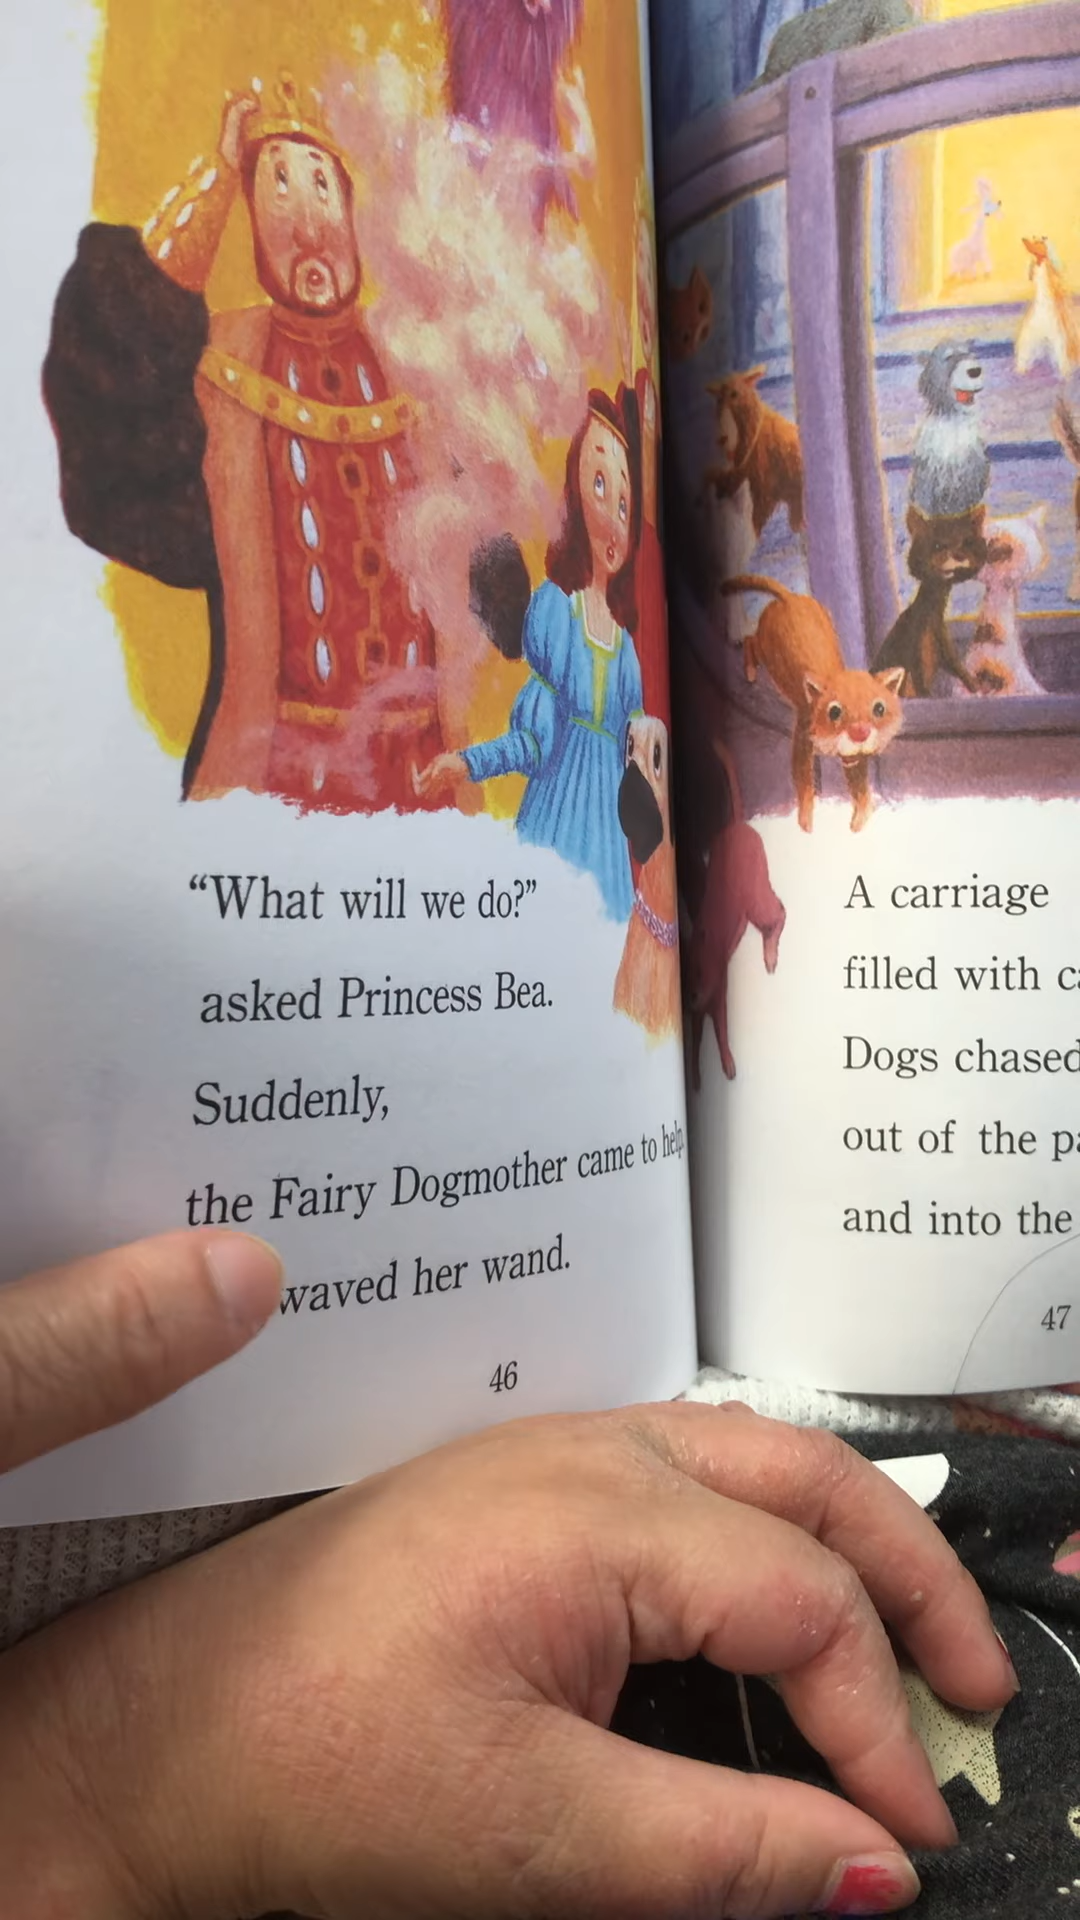 “What will we do?”
asked Princess Bea.
Suddenly,
the Fairy Dogmother came to help
waved her wand.
46
A carriage
filled with
Dogs chased
out of the
and into the
47